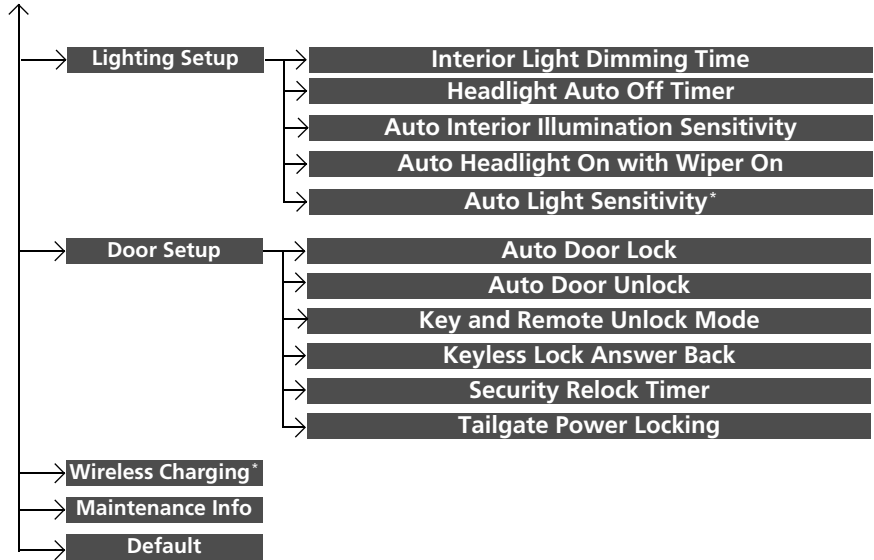 Lighting Setup
Interior Light Dimming Time
Headlight Auto Off Timer
Auto Interior Illumination Sensitivity
Auto Headlight On with Wiper On
Auto Light Sensitivity*
Door Setup
Auto Door Lock
Auto Door Unlock
Key and Remote Unlock Mode
Keyless Lock Answer Back
Security Relock Timer
Tailgate Power Locking
Wireless Charging*
Maintenance Info
Default